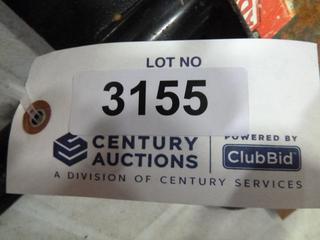 LOT NO
3155
CENTURY
AUCTIONS
POWERED BY
ClubBid
A DIVISION OF CENTURY SERVICES